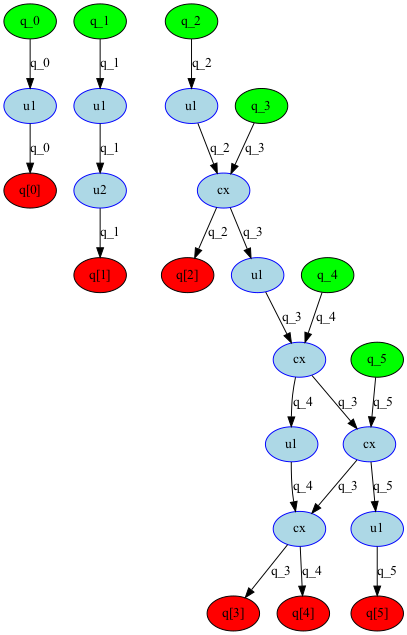 q_0 q_1 q_2
q_0 q_1 q_2
u1 u1 u1 q_3
q_0 q_1 q_2 q_3
q[0] u2 cx
q_1 q_2 q_3
q[1] q[2] u1 q_4
q_3 q_4
cx q_5
q_4 q_3 q_5
u1 cx
q_4 q_3 q_5
cx u1
q_3 q_4 q_5
q[3] q[4] q[5]